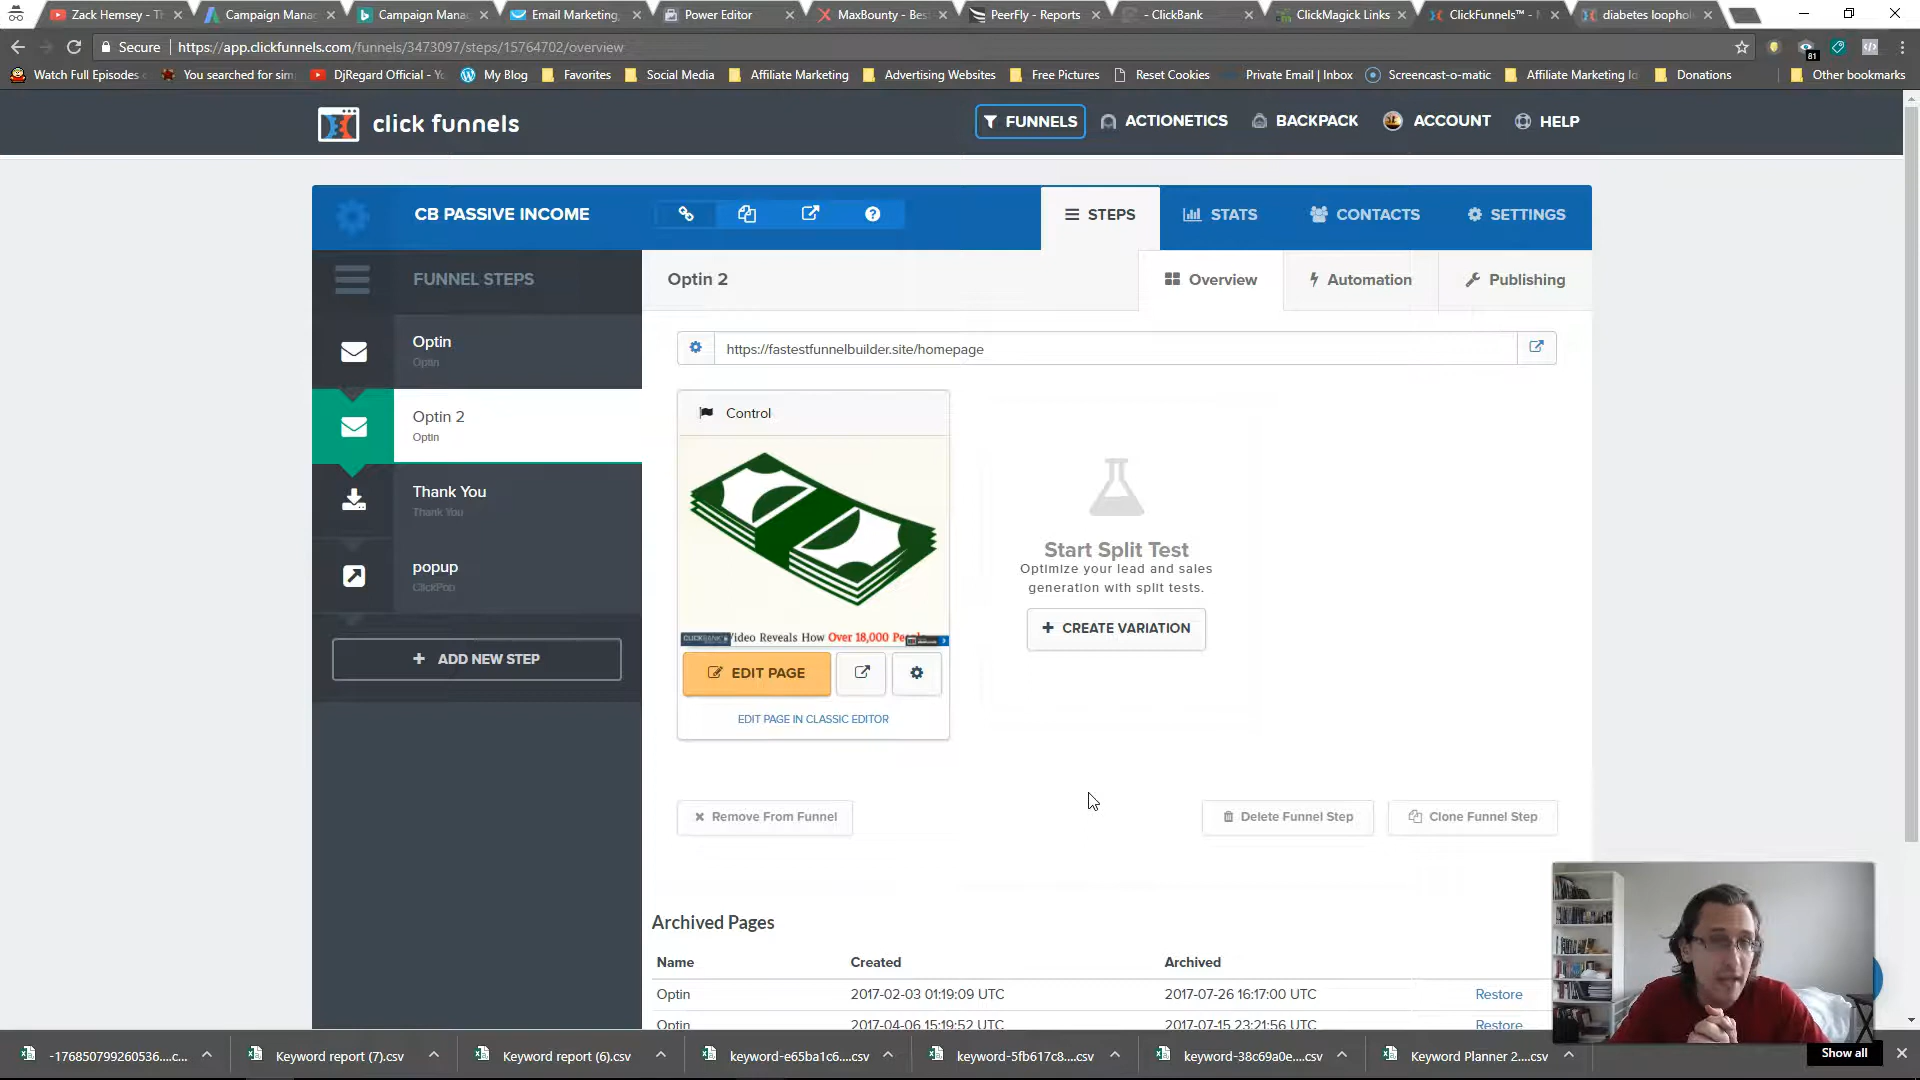 Zack Hemsey - Th
Campaign Manag
Campaign Manag
Email Marketing,
Power Editor
MaxBounty - Bes
PeerFly - Reports
- ClickBank
ClickMagick Links
ClickFunnels™ -
diabetes loophol
Secure
https://app.clickfunnels.com/funnels/3473097/steps/15764702/overview
81
Watch Full Episodes
You searched for sim
DjRegard Official - Yo
My Blog
Favorites
Social Media
Affiliate Marketing
Advertising Websites
Free Pictures
Reset Cookies
Private Email | Inbox
Screencast-o-matic
Affiliate Marketing Id
Donations
Other bookmarks
click funnels
FUNNELS
ACTIONETICS
BACKPACK
ACCOUNT
HELP
CB PASSIVE INCOME
STEPS
STATS
CONTACTS
SETTINGS
FUNNEL STEPS
Optin 2
Overview
Automation
Publishing
Optin
Optin
https://fastestfunnelbuilder.site/homepage
Optin 2
Optin
Control
Thank You
Thank You
popup
ClickPop
Start Split Test
Optimize your lead and sales
generation with split tests.
+ CREATE VARIATION
Video Reveals How Over 18,000
+ ADD NEW STEP
EDIT PAGE
EDIT PAGE IN CLASSIC EDITOR
Remove From Funnel
Delete Funnel Step
Clone Funnel Step
Archived Pages
Name Created Archived
Optin 2017-02-03 01:19:09 UTC 2017-07-26 16:17:00 UTC Restore
Optin 2017-04-06 15:19:52 UTC 2017-07-15 23:21:56 UTC Restore
-176850799260536....c...
Keyword report (7).csv
Keyword report (6).csv
keyword-e65ba1c6....csv
keyword-5fb617c8....csv
keyword-38c69a0e....csv
Keyword Planner 2....csv
Show all